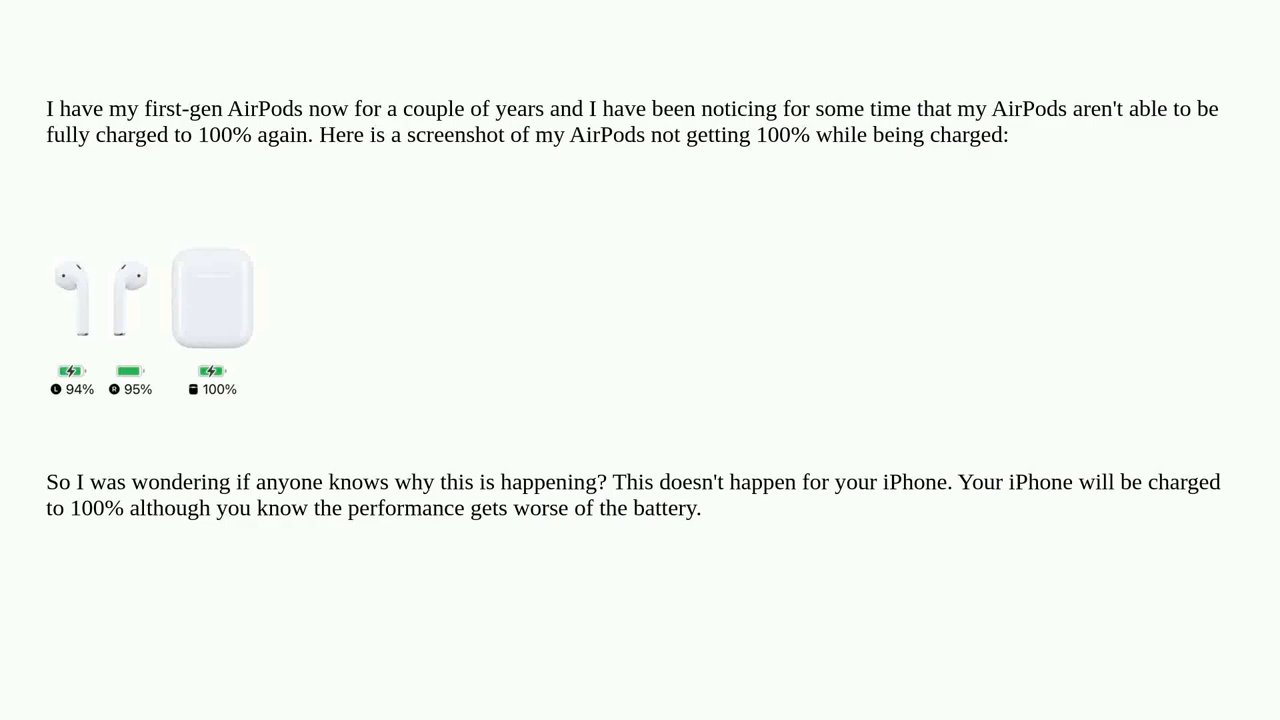 I have my first-gen AirPods now for a couple of years and I have been noticing for some time that my AirPods aren't able to be
fully charged to 100% again. Here is a screenshot of my AirPods not getting 100% while being charged:
L 94% R 95% 100%
So I was wondering if anyone knows why this is happening? This doesn't happen for your iPhone. Your iPhone will be charged
to 100% although you know the performance gets worse of the battery.